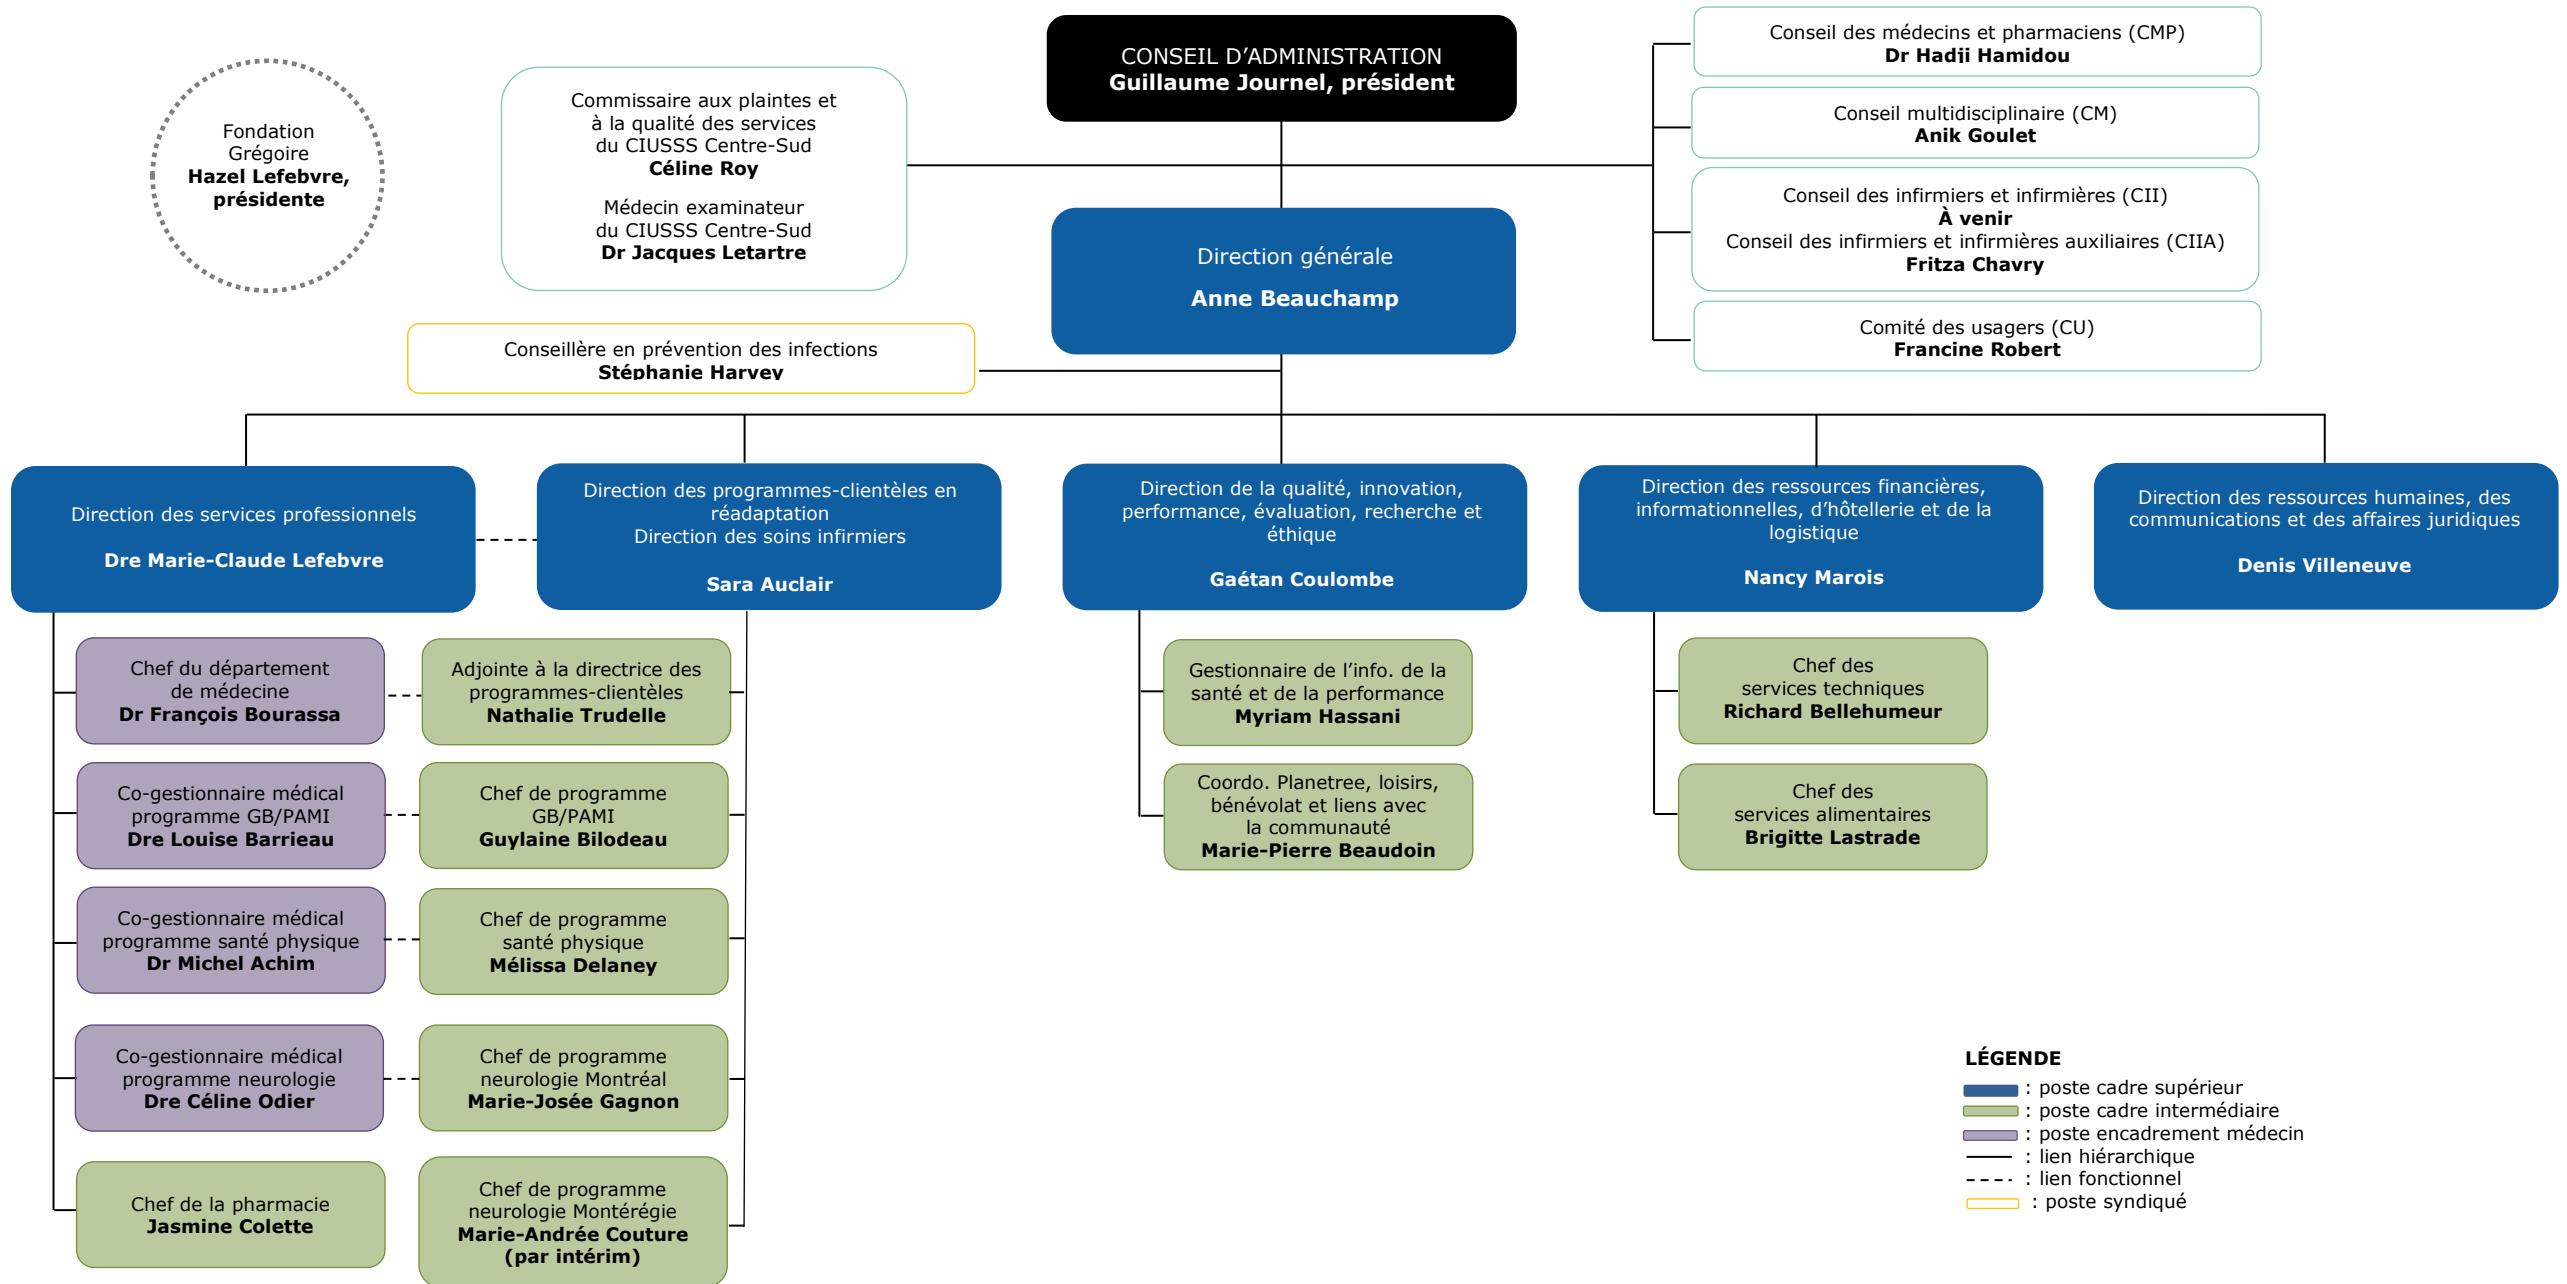 CONSEIL D’ADMINISTRATION
Guillaume Journel, président
Fondation
Grégoire
Hazel Lefebvre,
présidente
Commissaire aux plaintes et
à la qualité des services
du CIUSSS Centre-Sud
Céline Roy
Médecin examinateur
du CIUSSS Centre-Sud
Dr Jacques Letartre
Conseil des médecins et pharmaciens (CMP)
Dr Hadji Hamidou
Conseil multidisciplinaire (CM)
Anik Goulet
Conseil des infirmiers et infirmières (CII)
À venir
Conseil des infirmiers et infirmières auxiliaires (CIIA)
Fritza Chavry
Comité des usagers (CU)
Francine Robert
Direction générale
Anne Beauchamp
Conseillère en prévention des infections
Stéphanie Harvey
Direction des services professionnels
Dre Marie-Claude Lefebvre
Direction des programmes-clientèles en
réadaptation
Direction des soins infirmiers
Sara Auclair
Direction de la qualité, innovation,
performance, évaluation, recherche et
éthique
Gaétan Coulombe
Direction des ressources financières,
informationnelles, d’hôtellerie et de la
logistique
Nancy Marois
Direction des ressources humaines, des
communications et des affaires juridiques
Denis Villeneuve
Chef du département
de médecine
Dr François Bourassa
Adjointe à la directrice des
programmes-clientèles
Nathalie Trudelle
Gestionnaire de l’info. de la
santé et de la performance
Myriam Hassani
Chef des
services techniques
Richard Bellehumeur
Co-gestionnaire médical
programme GB/PAMI
Dre Louise Barrieau
Chef de programme
GB/PAMI
Guylaine Bilodeau
Coordo. Planetree, loisirs,
bénévolat et liens avec
la communauté
Marie-Pierre Beaudoin
Chef des
services alimentaires
Brigitte Lastrade
Co-gestionnaire médical
programme santé physique
Dr Michel Achim
Chef de programme
santé physique
Mélissa Delaney
Co-gestionnaire médical
programme neurologie
Dre Céline Odier
Chef de programme
neurologie Montréal
Marie-Josée Gagnon
Chef de la pharmacie
Jasmine Colette
Chef de programme
neurologie Montérégie
Marie-Andrée Couture
(par intérim)
LÉGENDE
: poste cadre supérieur
: poste cadre intermédiaire
: poste encadrement médecin
: lien hiérarchique
: lien fonctionnel
: poste syndiqué